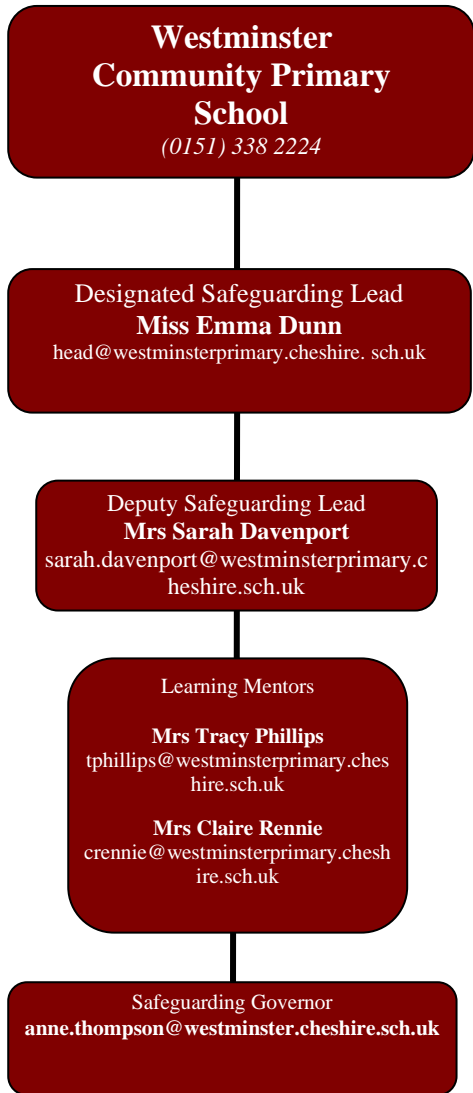 Westminster
Community Primary
School
(0151) 338 2224
Designated Safeguarding Lead
Miss Emma Dunn
head@westminsterprimary.cheshire. sch.uk
Deputy Safeguarding Lead
Mrs Sarah Davenport
sarah.davenport@westminsterprimary.c
heshire.sch.uk
Learning Mentors
Mrs Tracy Phillips
tphillips@westminsterprimary.ches
hire.sch.uk
Mrs Claire Rennie
crennie@westminsterprimary.chesh
ire.sch.uk
Safeguarding Governor
anne.thompson@westminster.cheshire.sch.uk